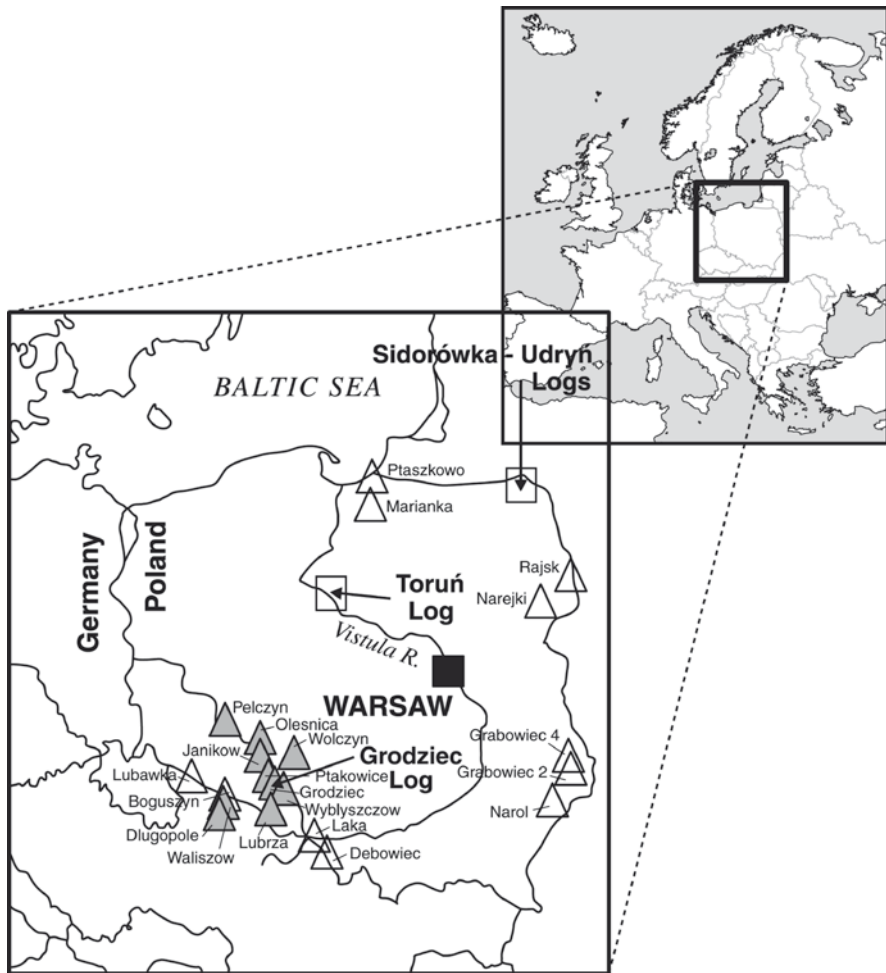 Sidorówka - Udryń
Logs
BALTIC SEA
Ptaszkowo
Marianka
Germany
Poland
Rajsk
Narejki
Toruń
Log
Vistula R.
WARSAW
Pelczyn
Olesnica
Wolczyn
Janikow
Grabowiec 4
Grodziec
Log
Lubawka
Ptakowice
Grabowiec 2
Grodziec
Boguszyn
Wyblyszczow
Narol
Dlugopole
Lubrza
Laka
Waliszow
Debowiec